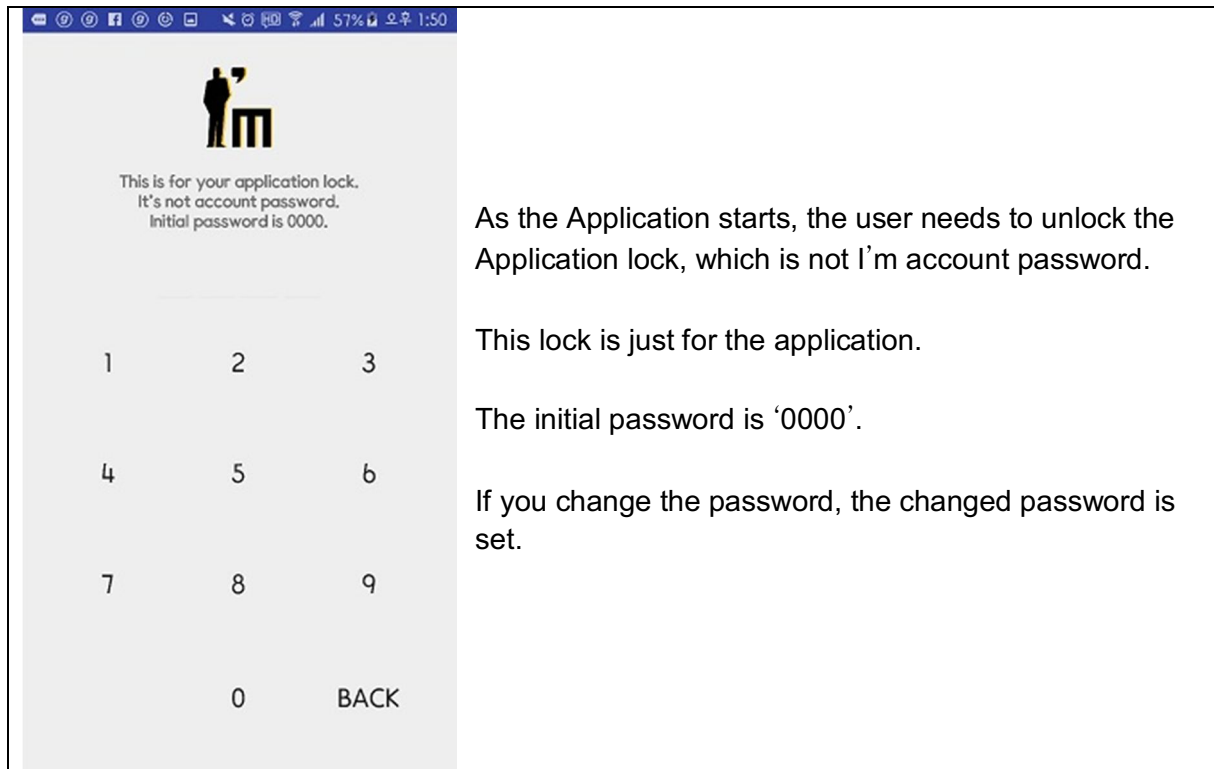 57% 오후 1:50
I'm
This is for your application lock.
It's not account password.
Initial password is 0000.
1 2 3
4 5 6
7 8 9
0 BACK
As the Application starts, the user needs to unlock the
Application lock, which is not I’m account password.
This lock is just for the application.
The initial password is ‘0000’.
If you change the password, the changed password is
set.